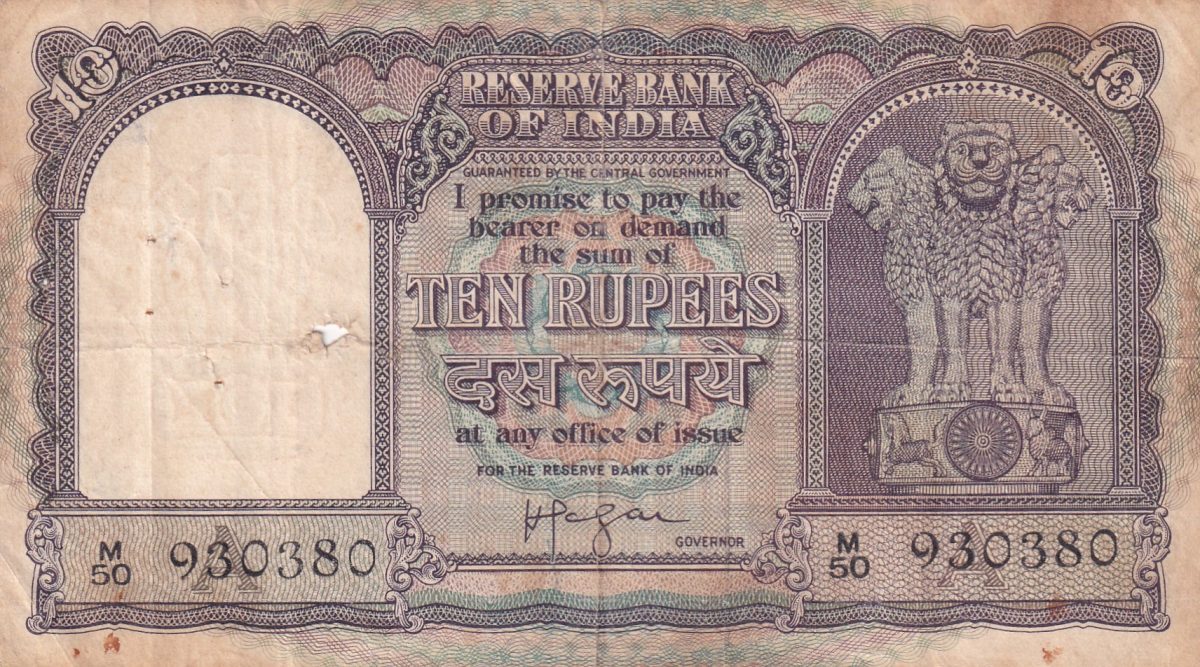 10
10
RESERVE BANK
OF INDIA
GUARANTEED BY THE CENTRAL GOVERNMENT
I promise to pay the
bearer on demand
the sum of
TEN RUPEES
दस रूपये
at any office of issue
FOR THE RESERVE BANK OF INDIA
GOVERNOR
M
50
A
930380
M
50
A
930380